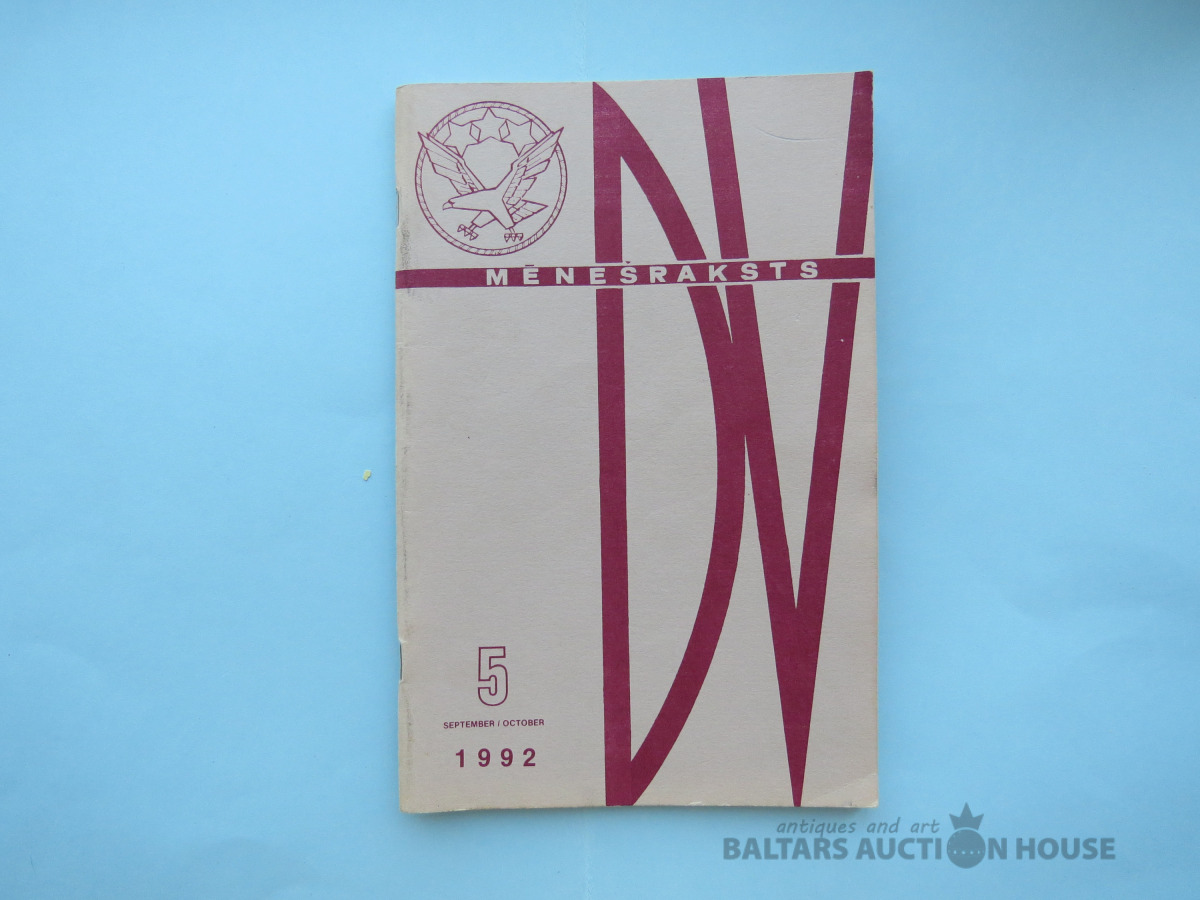 DV
MĒNEŠRAKSTS
5
SEPTEMBER / OCTOBER
1992
antiques and art
BALTARS AUCTION HOUSE